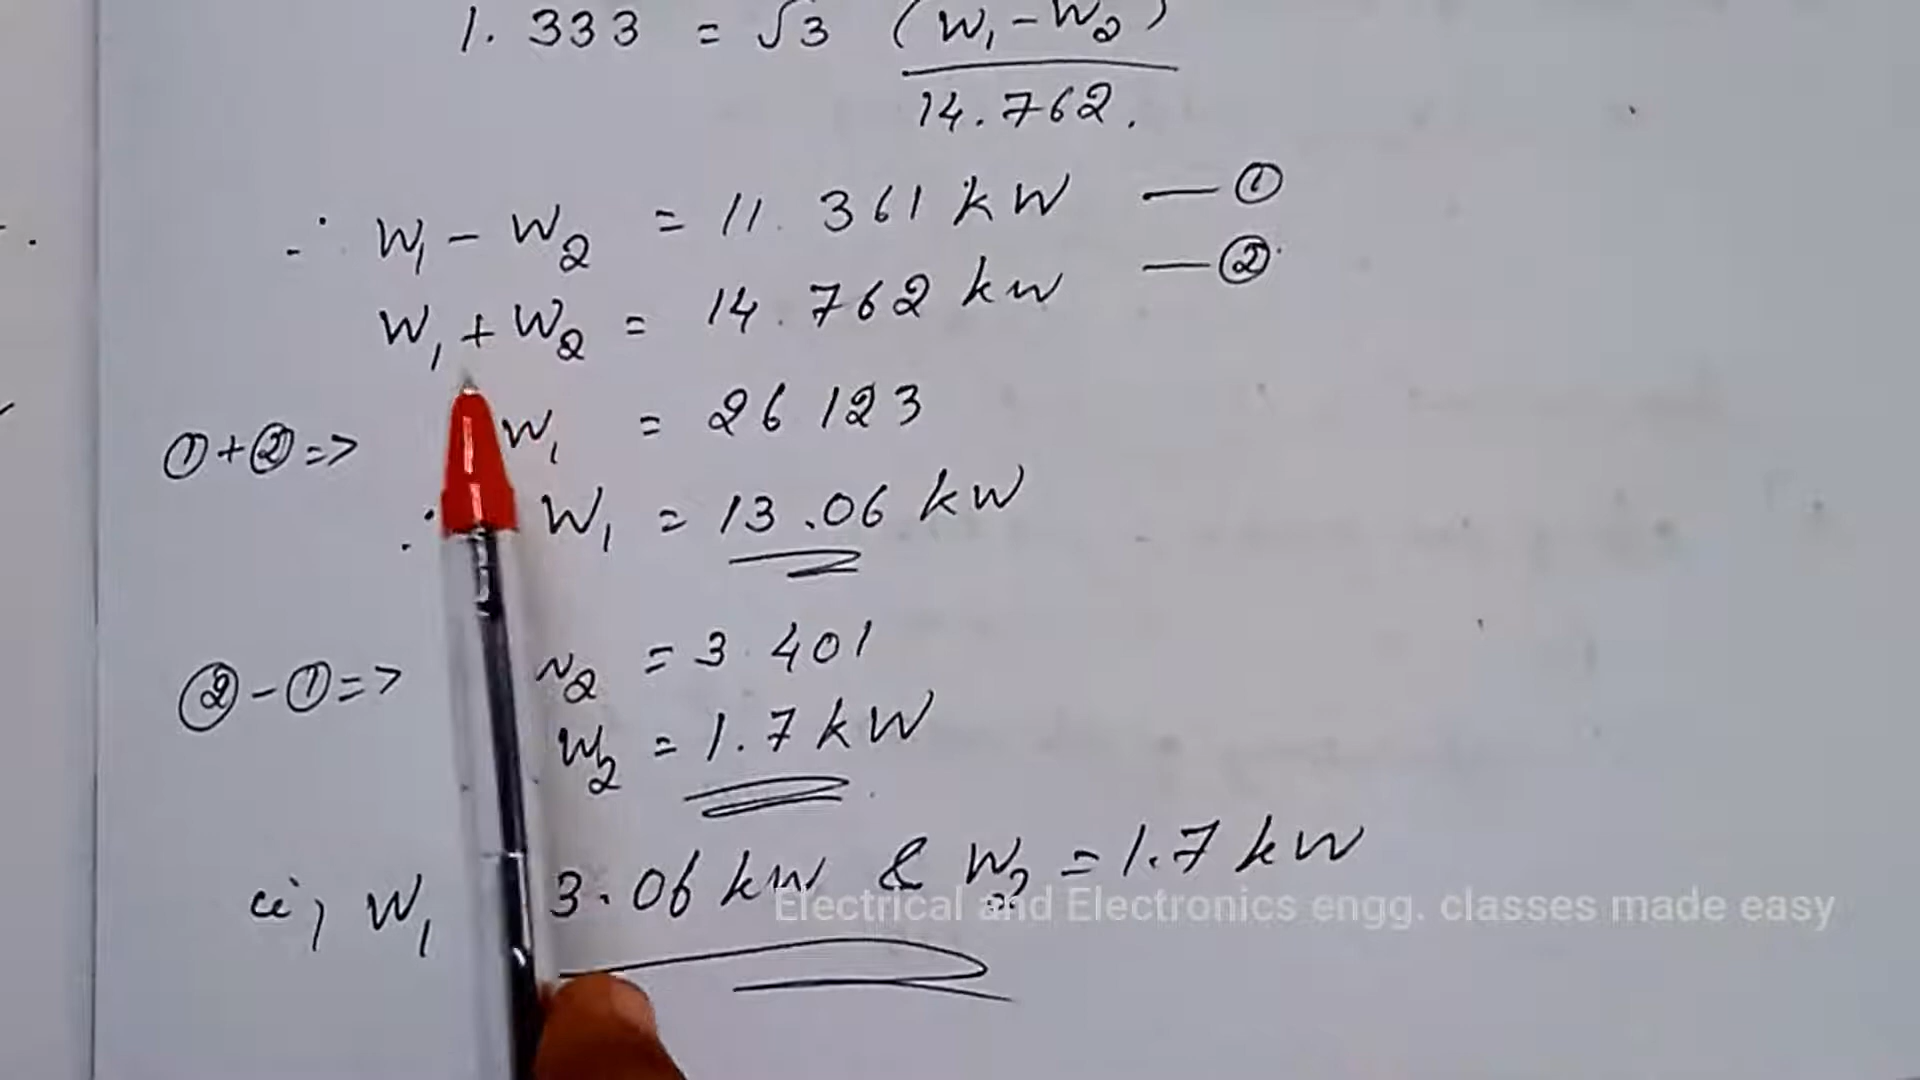 1.333 = √3 (W₁ - W₂)
14.762.
∴ W₁ - W₂ = 11.361 kW — ①
W₁ + W₂ = 14.762 kW — ②
①+②=> W₁ = 26.123
∴ W₁ = 13.06 kW
②-①=> W₂ = 3.401
W₂ = 1.7 kW
W₁ 3.06 kW & W₂ = 1.7 kW
Electrical and Electronics engg. classes made easy